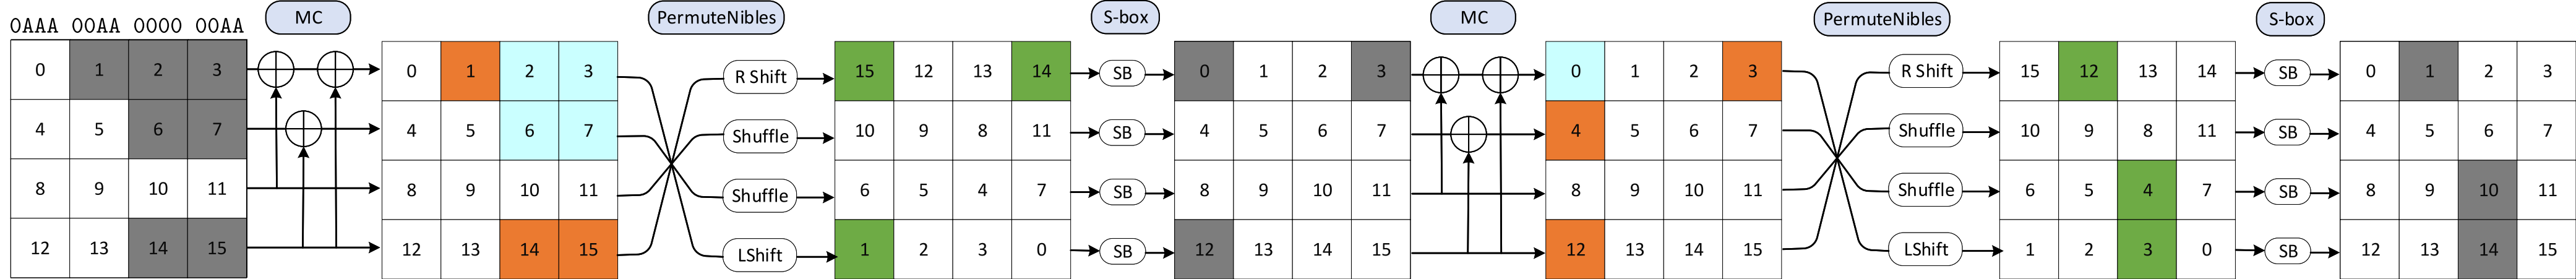 MC PermuteNibles S-box MC PermuteNibles S-box
0AAA 00AA 0000 00AA
0 1 2 3 0 1 2 3 R Shift 15 12 13 14 SB 0 1 2 3 0 1 2 3 R Shift 15 12 13 14 SB 0 1 2 3
4 5 6 7 4 5 6 7 Shuffle 10 9 8 11 SB 4 5 6 7 4 5 6 7 Shuffle 10 9 8 11 SB 4 5 6 7
8 9 10 11 8 9 10 11 Shuffle 6 5 4 7 SB 8 9 10 11 8 9 10 11 Shuffle 6 5 4 7 SB 8 9 10 11
12 13 14 15 12 13 14 15 LShift 1 2 3 0 SB 12 13 14 15 12 13 14 15 LShift 1 2 3 0 SB 12 13 14 15